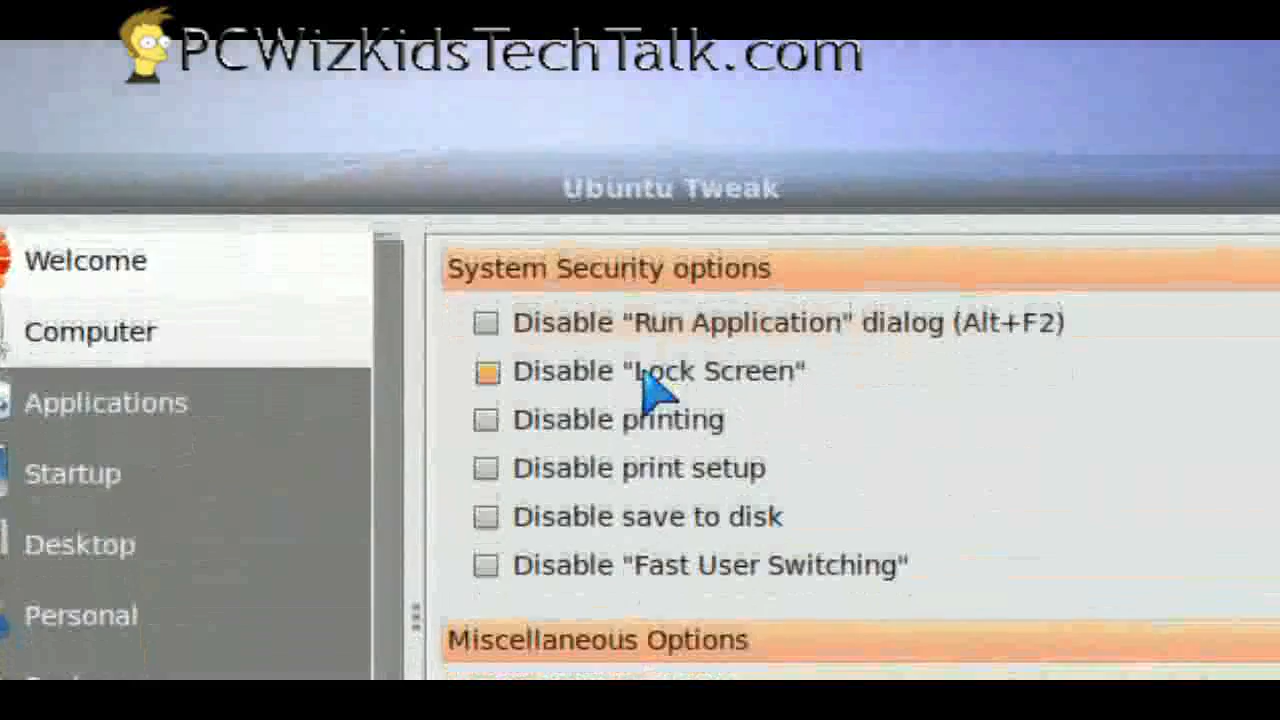 PCWizKidsTechTalk.com
Ubuntu Tweak
Welcome
Computer
Applications
Startup
Desktop
Personal
System Security options
Disable "Run Application" dialog (Alt+F2)
Disable "Lock Screen"
Disable printing
Disable print setup
Disable save to disk
Disable "Fast User Switching"
Miscellaneous Options